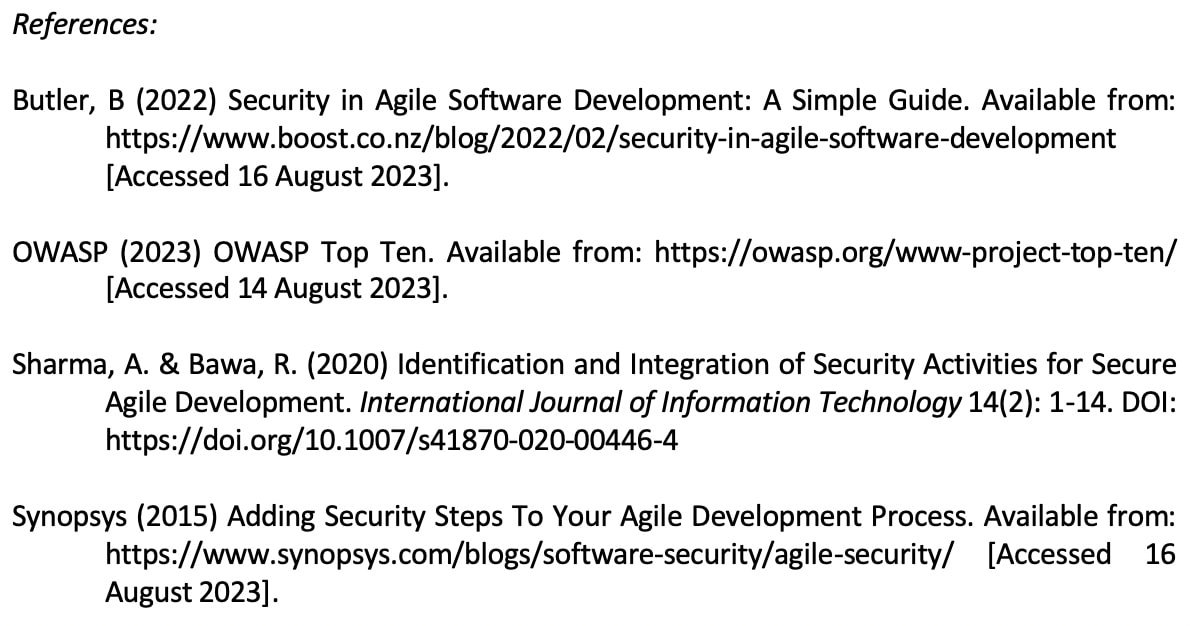 References:
Butler, B (2022) Security in Agile Software Development: A Simple Guide. Available from:
https://www.boost.co.nz/blog/2022/02/security-in-agile-software-development
[Accessed 16 August 2023].
OWASP (2023) OWASP Top Ten. Available from: https://owasp.org/www-project-top-ten/
[Accessed 14 August 2023].
Sharma, A. & Bawa, R. (2020) Identification and Integration of Security Activities for Secure
Agile Development. International Journal of Information Technology 14(2): 1-14. DOI:
https://doi.org/10.1007/s41870-020-00446-4
Synopsys (2015) Adding Security Steps To Your Agile Development Process. Available from:
https://www.synopsys.com/blogs/software-security/agile-security/ [Accessed 16
August 2023].